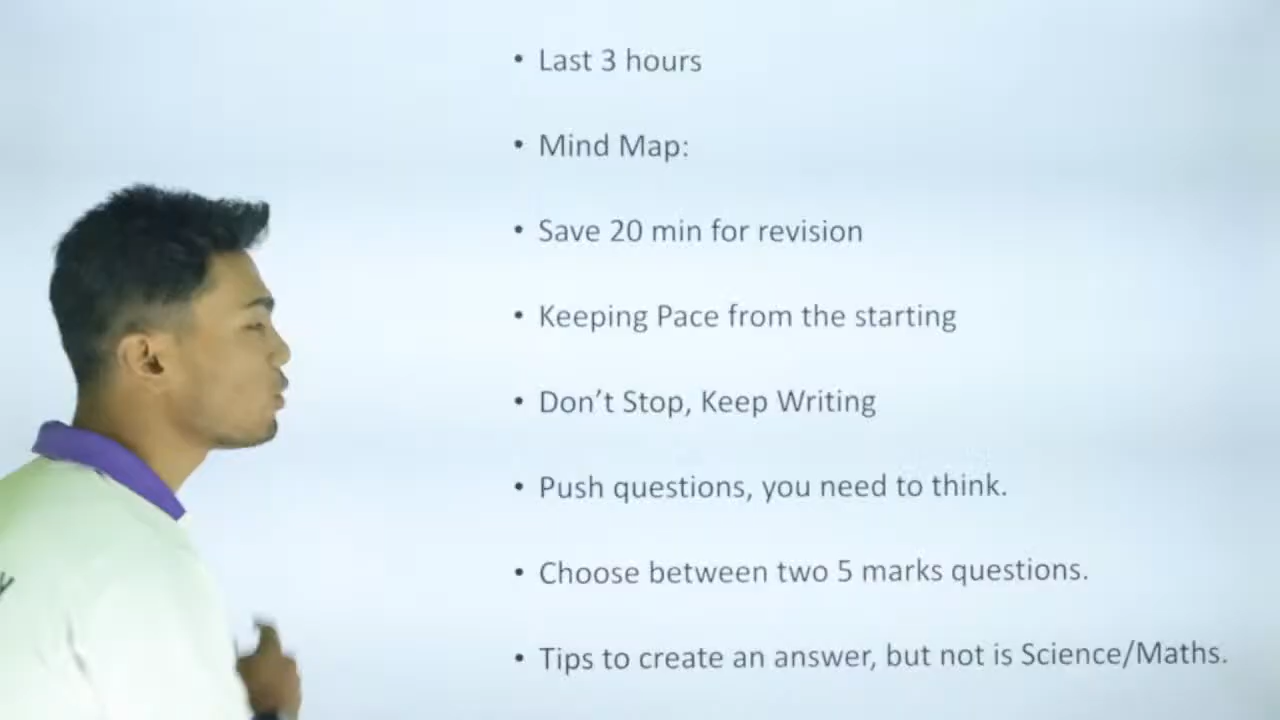 • Last 3 hours
• Mind Map:
• Save 20 min for revision
• Keeping Pace from the starting
• Don’t Stop, Keep Writing
• Push questions, you need to think.
• Choose between two 5 marks questions.
• Tips to create an answer, but not is Science/Maths.